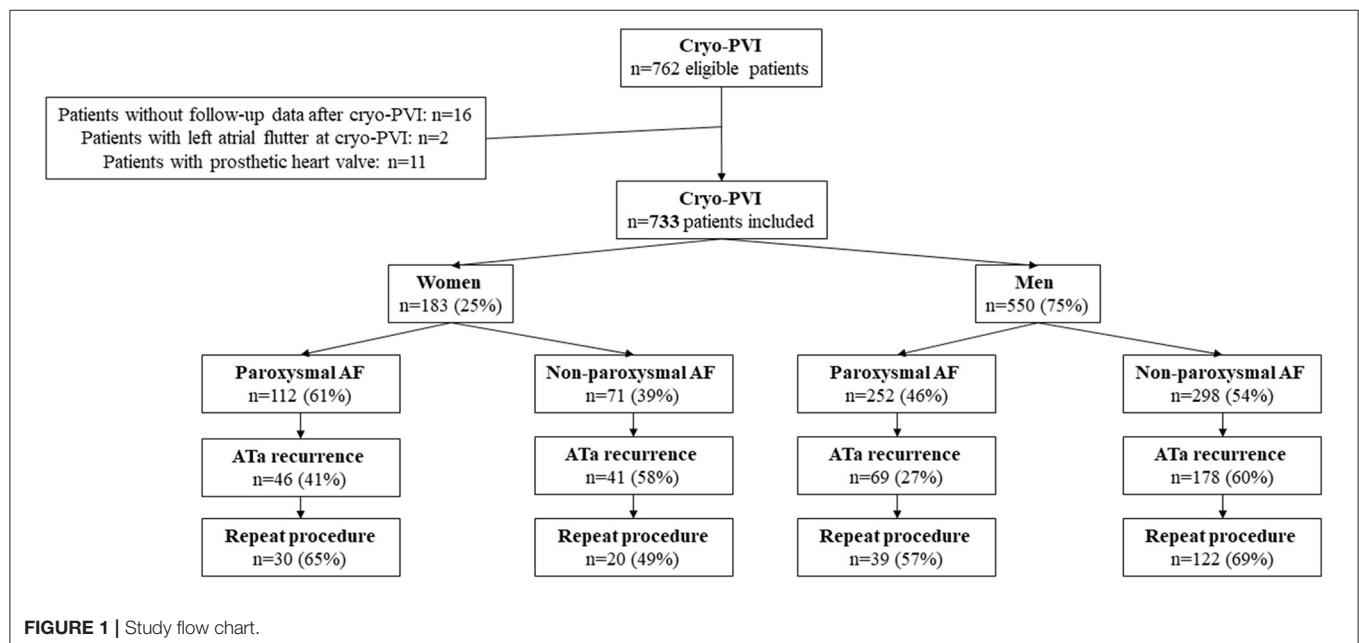 Cryo-PVI
n=762 eligible patients
Patients without follow-up data after cryo-PVI: n=16
Patients with left atrial flutter at cryo-PVI: n=2
Patients with prosthetic heart valve: n=11
Cryo-PVI
n=733 patients included
Women
n=183 (25%)
Men
n=550 (75%)
Paroxysmal AF
n=112 (61%)
Non-paroxysmal AF
n=71 (39%)
Paroxysmal AF
n=252 (46%)
Non-paroxysmal AF
n=298 (54%)
ATa recurrence
n=46 (41%)
ATa recurrence
n=41 (58%)
ATa recurrence
n=69 (27%)
ATa recurrence
n=178 (60%)
Repeat procedure
n=30 (65%)
Repeat procedure
n=20 (49%)
Repeat procedure
n=39 (57%)
Repeat procedure
n=122 (69%)
FIGURE 1 | Study flow chart.